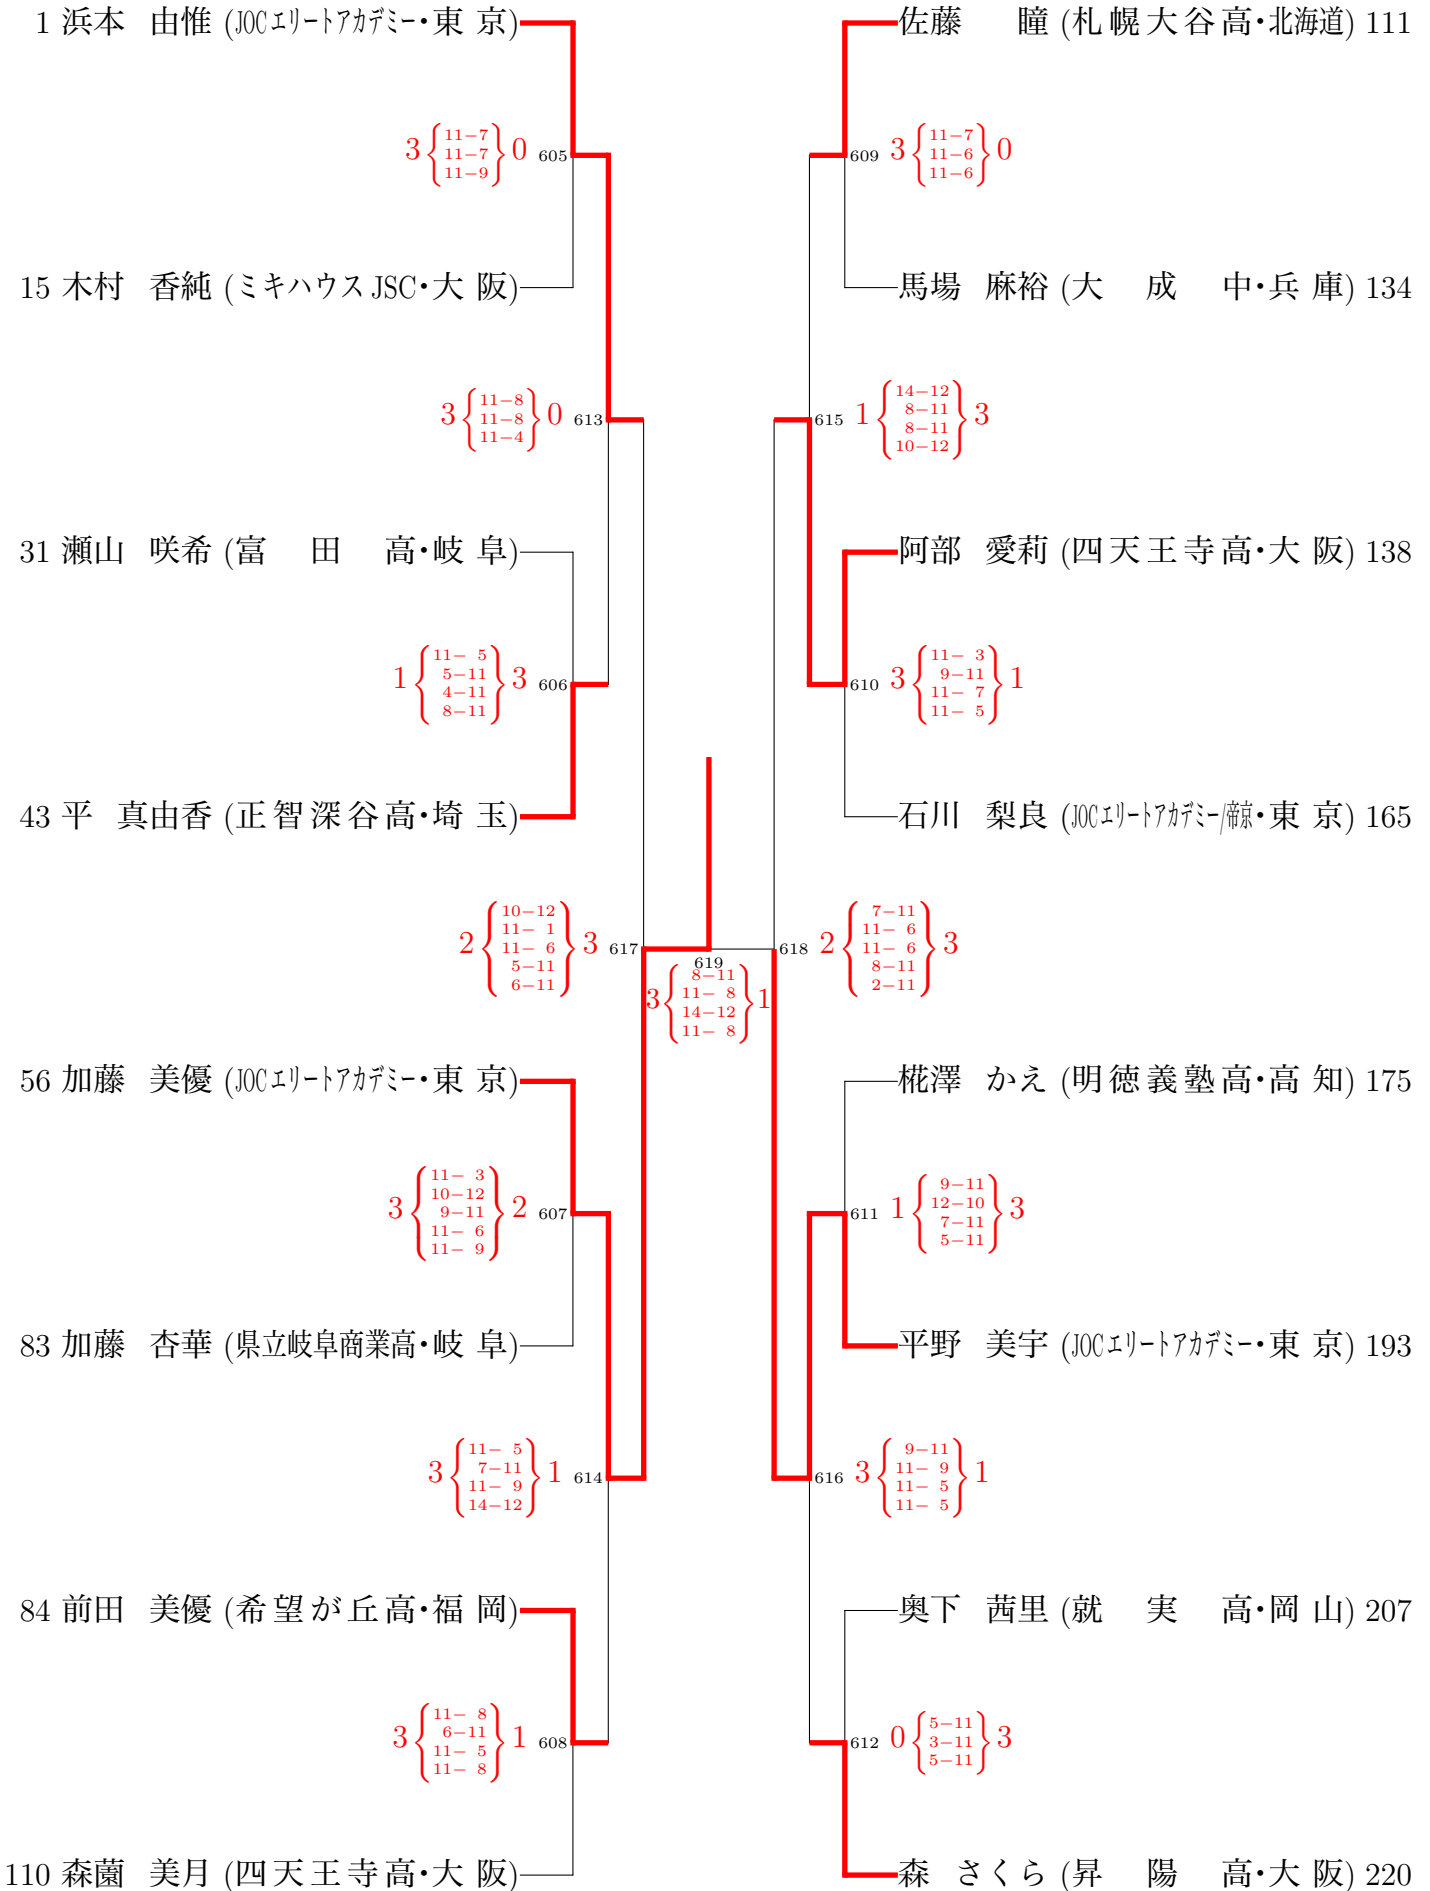 1 浜本 由惟 (JOCエリートアカデミー・東 京)
佐藤 瞳 (札幌大谷高・北海道) 111
3 { 11−7 11−7 11−9 } 0 605
609 3 { 11−7 11−6 11−6 } 0
15 木村 香純 (ミキハウスJSC・大 阪)
馬場 麻裕 (大 成 中・兵 庫) 134
3 { 11−8 11−8 11−4 } 0 613
615 1 { 14−12 8−11 8−11 10−12 } 3
31 瀬山 咲希 (富 田 高・岐 阜)
阿部 愛莉 (四天王寺高・大 阪) 138
1 { 11− 5 5−11 4−11 8−11 } 3 606
610 3 { 11− 3 9−11 11− 7 11− 5 } 1
43 平 真由香 (正智深谷高・埼 玉)
石川 梨良 (JOCエリートアカデミー/帝京・東 京) 165
2 { 10−12 11− 1 11− 6 5−11 6−11 } 3 617
618 2 { 7−11 11− 6 11− 6 8−11 2−11 } 3
619
3 { 8−11 11− 8 14−12 11− 8 } 1
56 加藤 美優 (JOCエリートアカデミー・東 京)
椛澤 かえ (明徳義塾高・高 知) 175
3 { 11− 3 10−12 9−11 11− 6 11− 9 } 2 607
611 1 { 9−11 12−10 7−11 5−11 } 3
83 加藤 杏華 (県立岐阜商業高・岐 阜)
平野 美宇 (JOCエリートアカデミー・東 京) 193
3 { 11− 5 7−11 11− 9 14−12 } 1 614
616 3 { 9−11 11− 9 11− 5 11− 5 } 1
84 前田 美優 (希望が丘高・福 岡)
奥下 茜里 (就 実 高・岡 山) 207
3 { 11− 8 6−11 11− 5 11− 8 } 1 608
612 0 { 5−11 3−11 5−11 } 3
110 森薗 美月 (四天王寺高・大 阪)
森 さくら (昇 陽 高・大 阪) 220